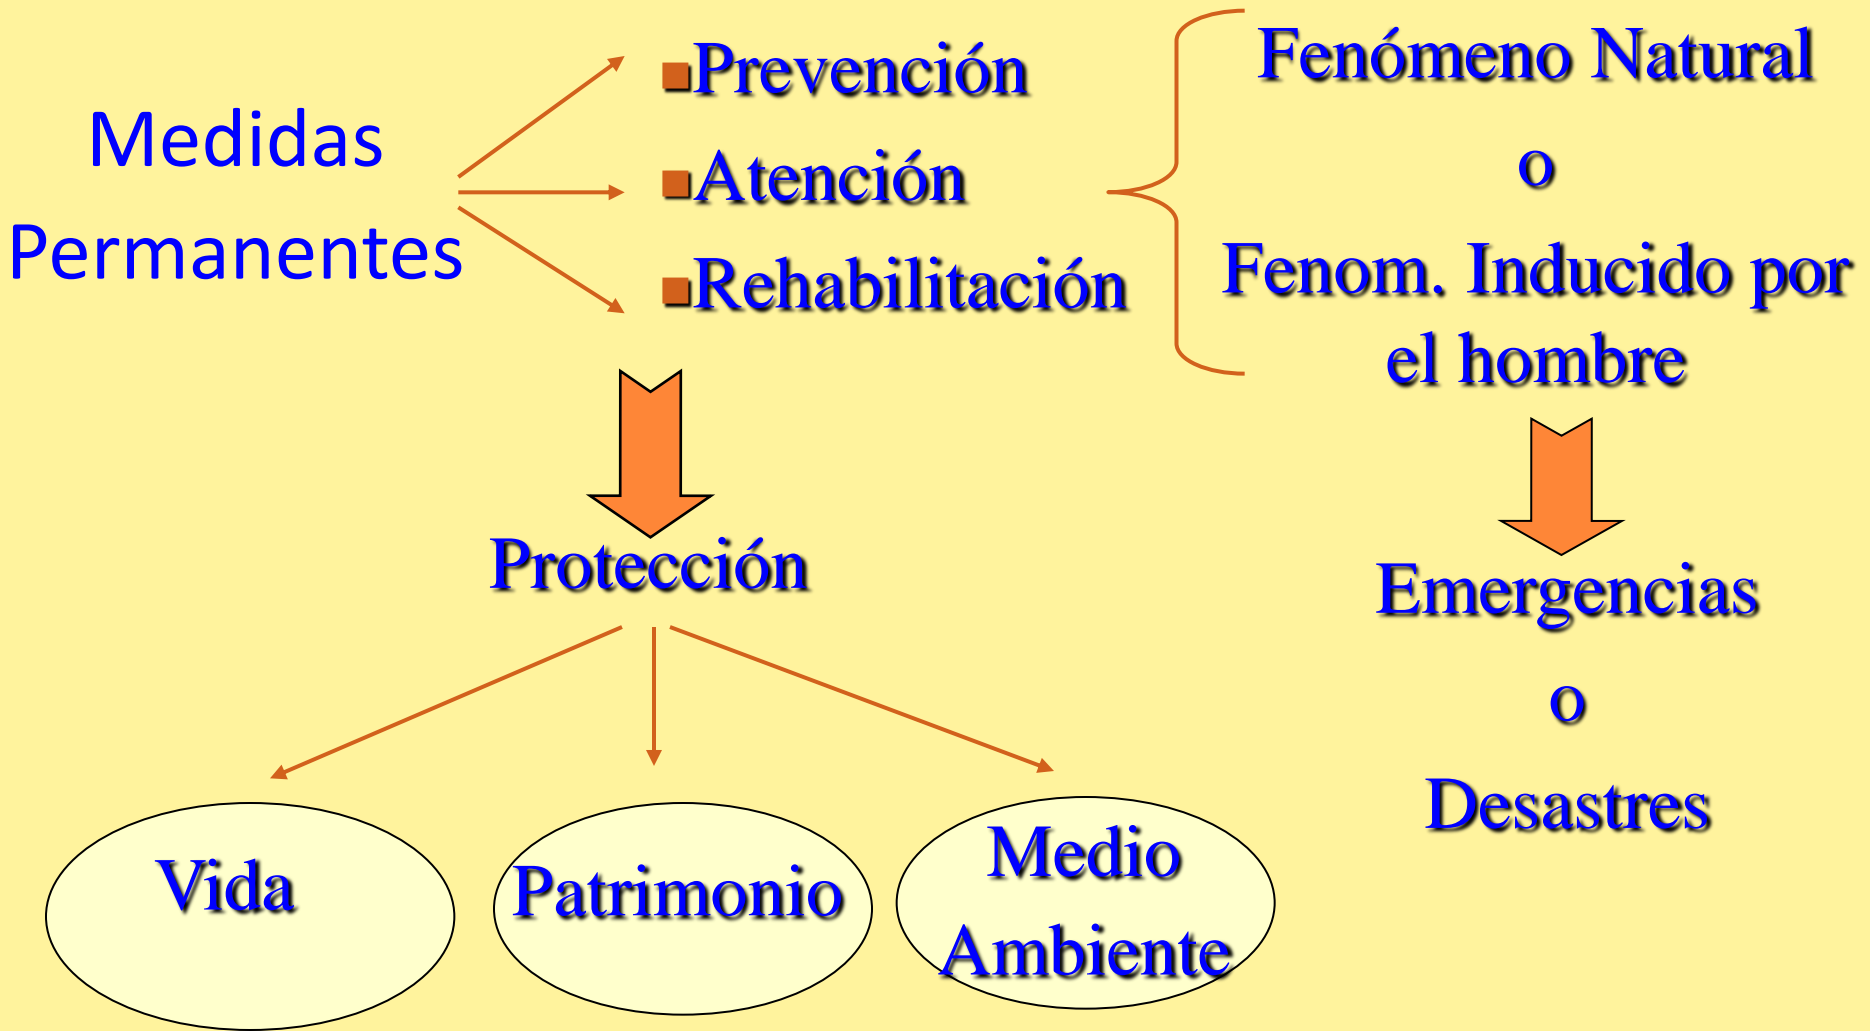 Medidas
Permanentes
Prevención
Atención
Rehabilitación
Fenómeno Natural
o
Fenom. Inducido por
el hombre
Protección
Emergencias
o
Desastres
Vida
Patrimonio
Medio
Ambiente